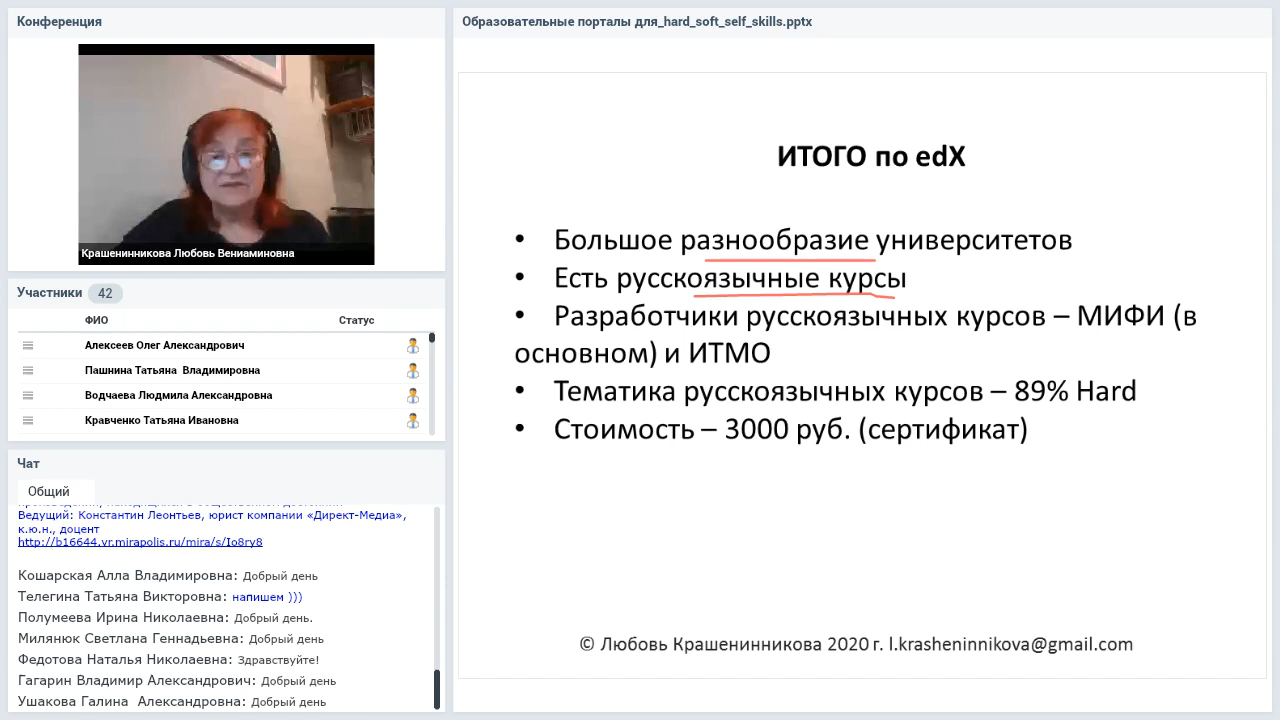 Конференция
Крашенинникова Любовь Вениаминовна
Участники 42
ФИО Статус
Алексеев Олег Александрович
Пашнина Татьяна Владимировна
Водчаева Людмила Александровна
Кравченко Татьяна Ивановна
Чат
Общий
Ведущий: Константин Леонтьев, юрист компании «Директ-Медиа»,
к.ю.н., доцент
http://b16644.vr.mirapolis.ru/mira/s/Io8ry8
Кошарская Алла Владимировна: Добрый день
Телегина Татьяна Викторовна: напишем )))
Полумеева Ирина Николаевна: Добрый день.
Милянюк Светлана Геннадьевна: Добрый день
Федотова Наталья Николаевна: Здравствуйте!
Гагарин Владимир Александрович: Добрый день
Ушакова Галина Александровна: Добрый день
Образовательные порталы для_hard_soft_self_skills.pptx
ИТОГО по edX
• Большое разнообразие университетов
• Есть русскоязычные курсы
• Разработчики русскоязычных курсов – МИФИ (в
основном) и ИТМО
• Тематика русскоязычных курсов – 89% Hard
• Стоимость – 3000 руб. (сертификат)
© Любовь Крашенинникова 2020 г. l.krasheninnikova@gmail.com